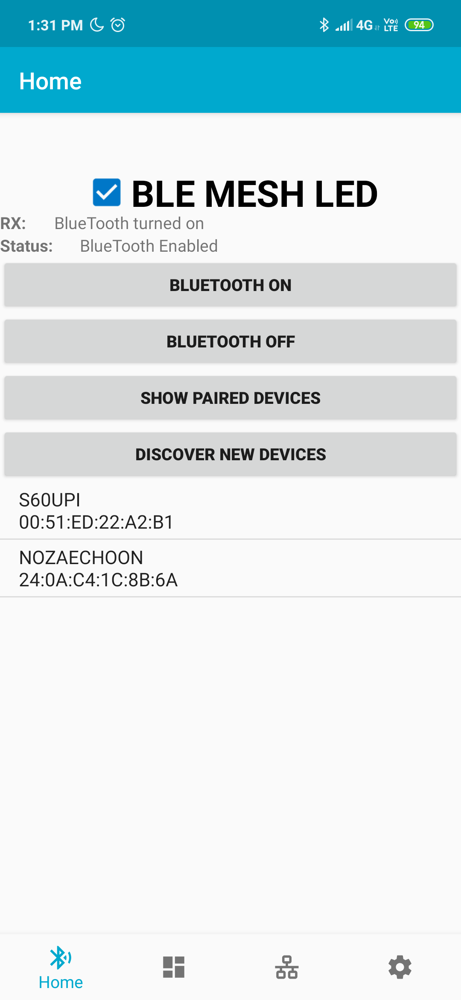 1:31 PM 4G Vo LTE 94
Home
BLE MESH LED
RX: BlueTooth turned on
Status: BlueTooth Enabled
BLUETOOTH ON
BLUETOOTH OFF
SHOW PAIRED DEVICES
DISCOVER NEW DEVICES
S60UPI
00:51:ED:22:A2:B1
NOZAECHOON
24:0A:C4:1C:8B:6A
Home